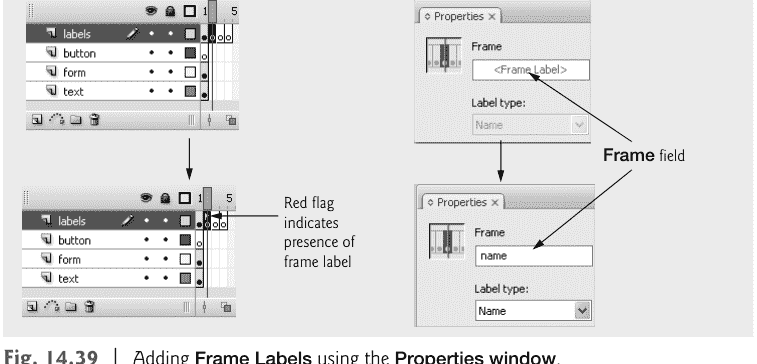 1 5
labels
button
form
text
Properties ×
Frame
<Frame Label>
Label type:
Name
Frame field
1 5
labels
button
form
text
Red flag
indicates
presence of
frame label
Properties ×
Frame
name
Label type:
Name
Fig. 14.39 | Adding Frame Labels using the Properties window.